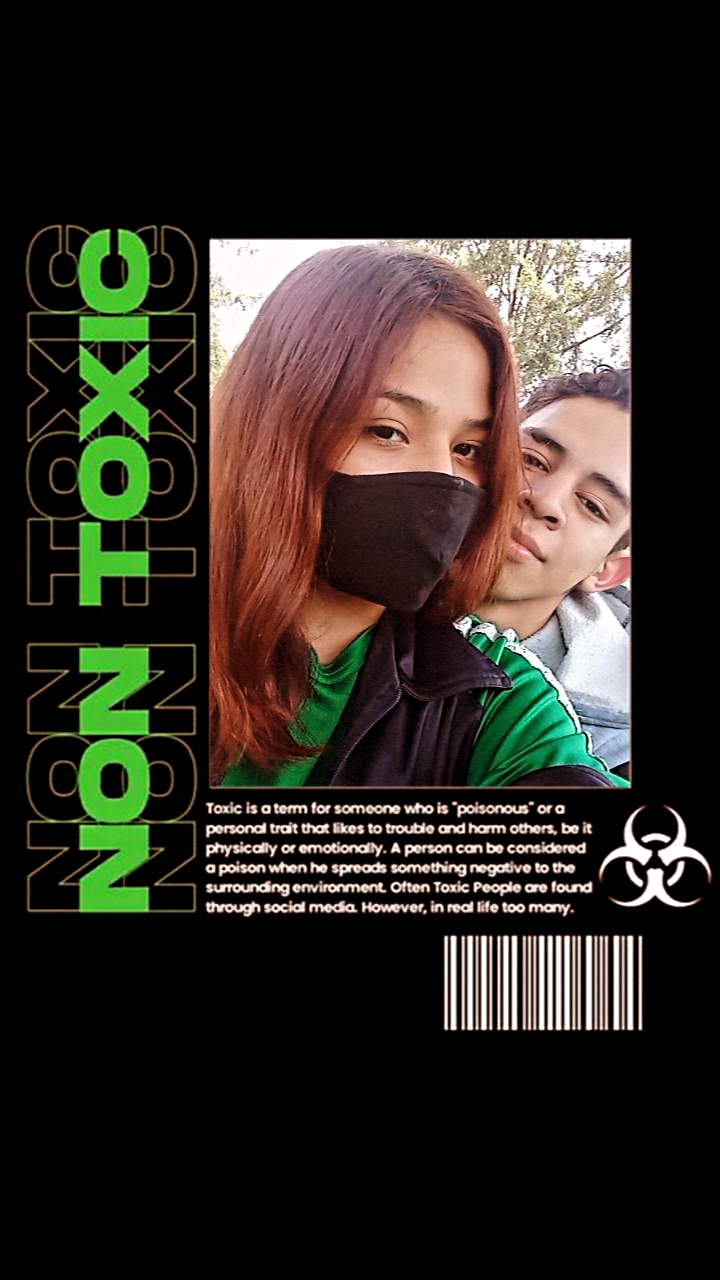 NON TOXIC
Toxic is a term for someone who is "poisonous" or a
personal trait that likes to trouble and harm others, be it
physically or emotionally. A person can be considered
a poison when he spreads something negative to the
surrounding environment. Often Toxic People are found
through social media. However, in real life too many.